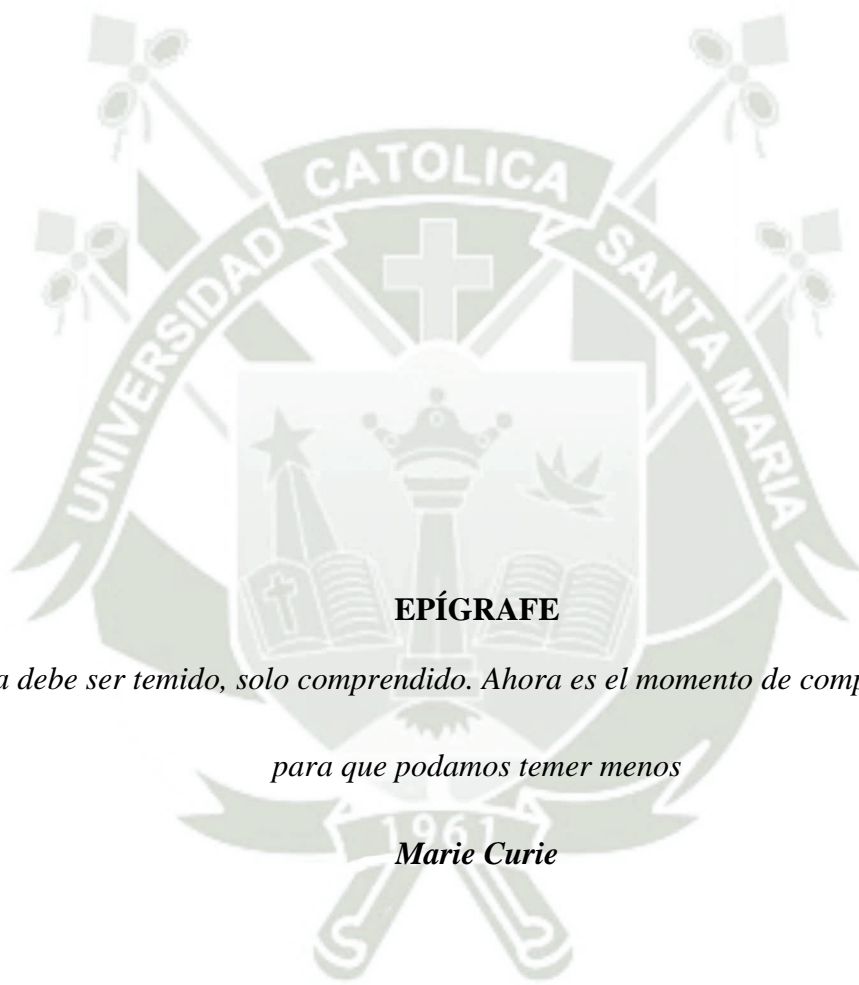 CATOLICA
UNIVERSIDAD
SANTA MARIA
EPÍGRAFE
debe ser temido, solo comprendido. Ahora es el momento de
para que podamos temer menos
1961
Marie Curie